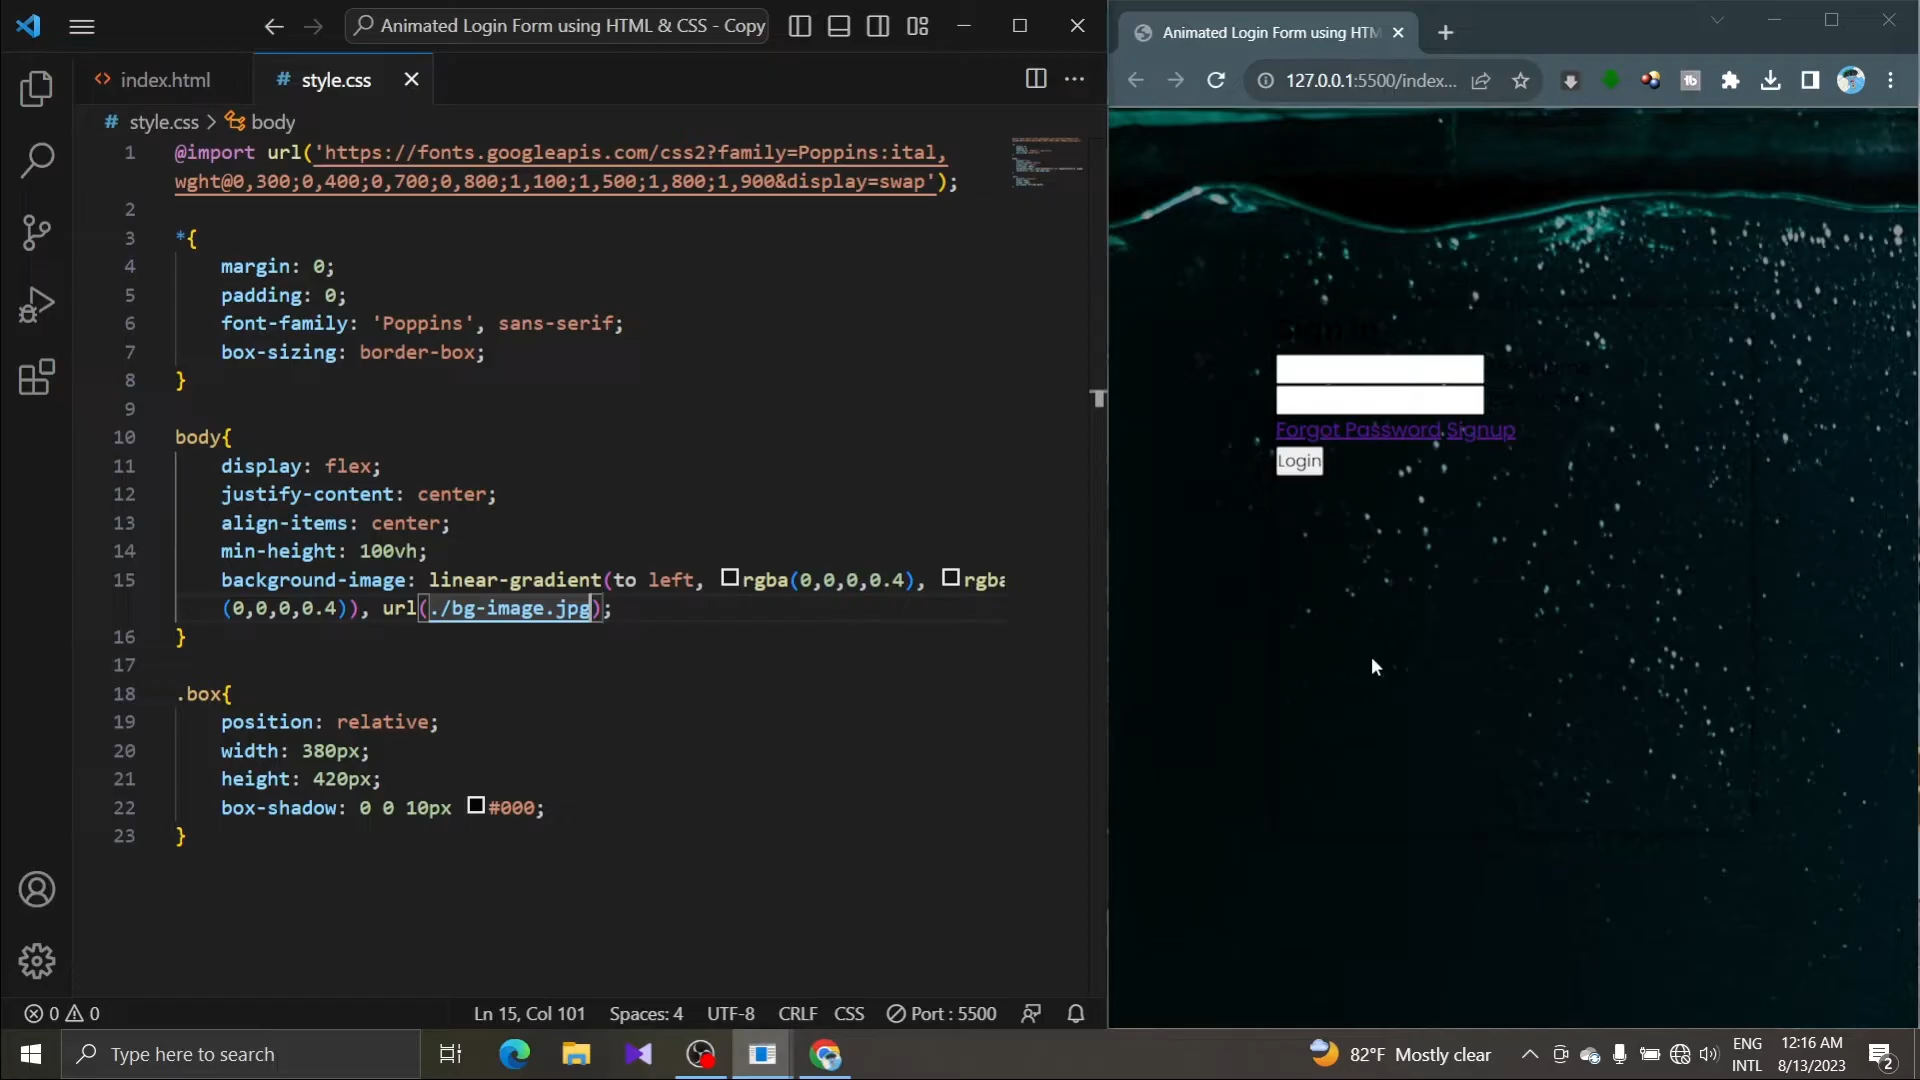 Animated Login Form using HTML & CSS - Copy
index.html
# style.css
# style.css > body
1 @import url('https://fonts.googleapis.com/css2?family=Poppins:ital,
wght@0,300;0,400;0,700;0,800;1,100;1,500;1,800;1,900&display=swap');
2
3 *{
4 margin: 0;
5 padding: 0;
6 font-family: 'Poppins', sans-serif;
7 box-sizing: border-box;
8 }
9
10 body{
11 display: flex;
12 justify-content: center;
13 align-items: center;
14 min-height: 100vh;
15 background-image: linear-gradient(to left, rgba(0,0,0,0.4), rgba
(0,0,0,0.4)), url(./bg-image.jpg);
16 }
17
18 .box{
19 position: relative;
20 width: 380px;
21 height: 420px;
22 box-shadow: 0 0 10px #000;
23 }
0 0
Ln 15, Col 101
Spaces: 4
UTF-8
CRLF
CSS
Port : 5500
Animated Login Form using HTM
127.0.0.1:5500/index...
Sign in
Forgot Password Signup
Login
Type here to search
82°F Mostly clear
ENG
INTL
12:16 AM
8/13/2023
2